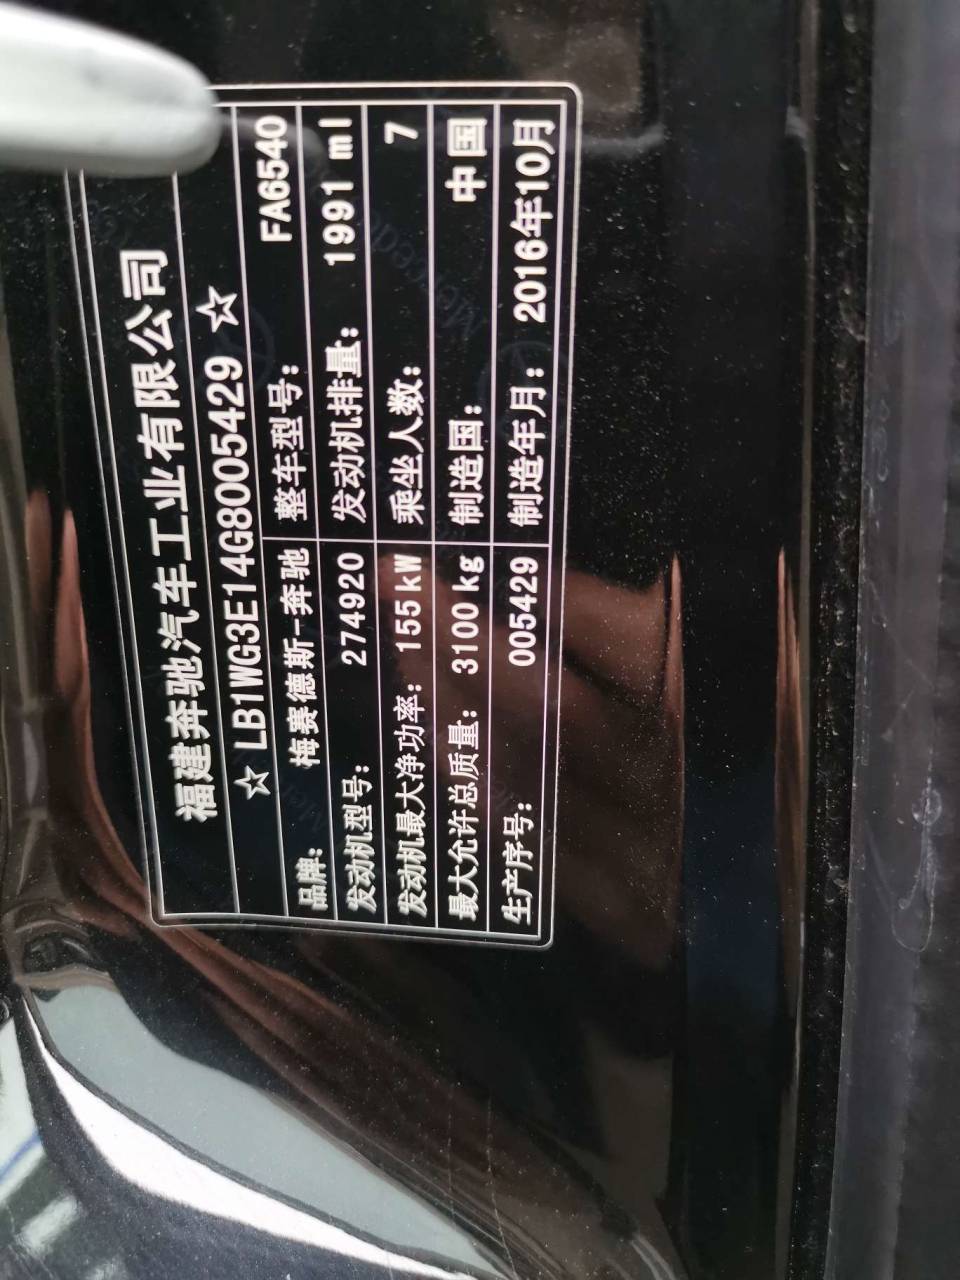 福建奔驰汽车工业有限公司
☆ LB1WG3E14G8005429 ☆
品牌: 梅赛德斯-奔驰 整车型号: FA6540
发动机型号: 274920 发动机排量: 1991 ml
发动机最大净功率: 155kW 乘坐人数: 7
最大允许总质量: 3100kg 制造国: 中国
生产序号: 005429 制造年月: 2016年10月